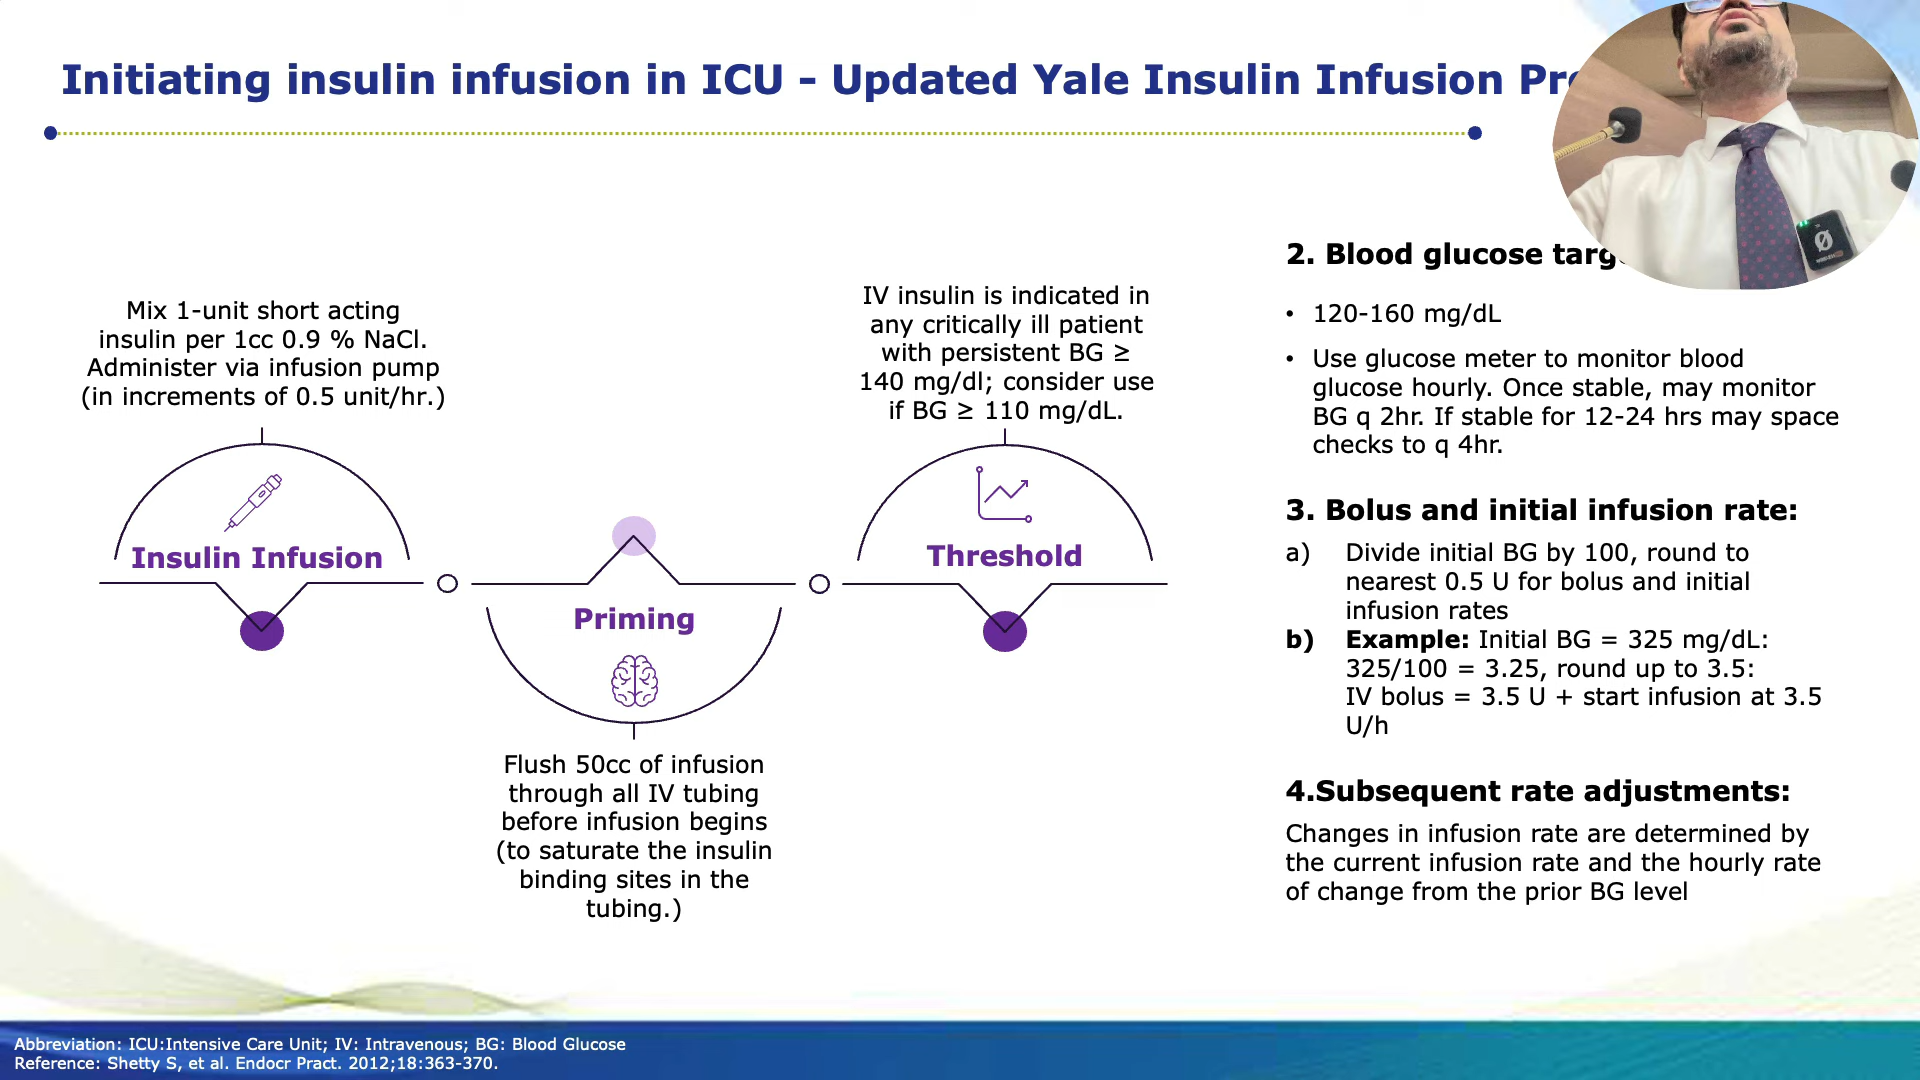 Initiating insulin infusion in ICU - Updated Yale Insulin Infusion
Mix 1-unit short acting
insulin per 1cc 0.9 % NaCl.
Administer via infusion pump
(in increments of 0.5 unit/hr.)
Insulin Infusion
Priming
Flush 50cc of infusion
through all IV tubing
before infusion begins
(to saturate the insulin
binding sites in the
tubing.)
IV insulin is indicated in
any critically ill patient
with persistent BG ≥
140 mg/dl; consider use
if BG ≥ 110 mg/dL.
Threshold
2. Blood glucose
• 120-160 mg/dL
• Use glucose meter to monitor blood
glucose hourly. Once stable, may monitor
BG q 2hr. If stable for 12-24 hrs may space
checks to q 4hr.
3. Bolus and initial infusion rate:
a) Divide initial BG by 100, round to
nearest 0.5 U for bolus and initial
infusion rates
b) Example: Initial BG = 325 mg/dL:
325/100 = 3.25, round up to 3.5:
IV bolus = 3.5 U + start infusion at 3.5
U/h
4.Subsequent rate adjustments:
Changes in infusion rate are determined by
the current infusion rate and the hourly rate
of change from the prior BG level
Abbreviation: ICU:Intensive Care Unit; IV: Intravenous; BG: Blood Glucose
Reference: Shetty S, et al. Endocr Pract. 2012;18:363-370.